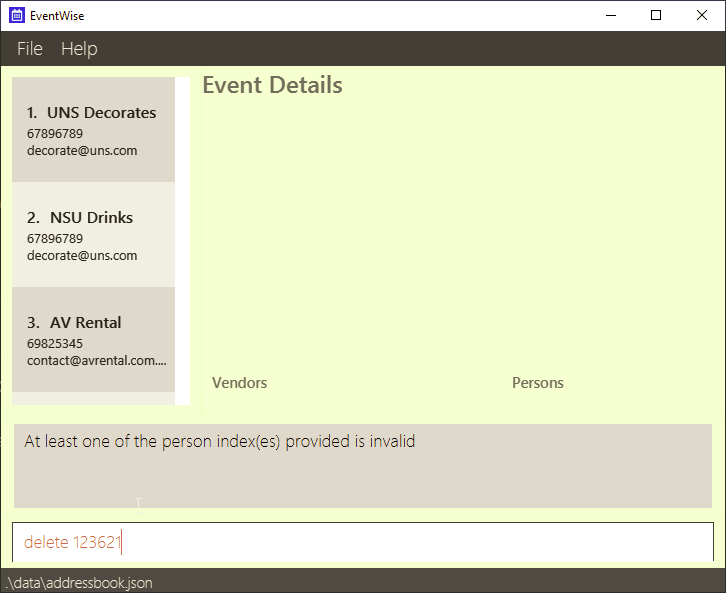 EventWise
File Help
Event Details
1. UNS Decorates
67896789
decorate@uns.com
2. NSU Drinks
67896789
decorate@uns.com
3. AV Rental
69825345
contact@avrental.com....
Vendors Persons
At least one of the person index(es) provided is invalid
delete 123621
.\data\addressbook.json